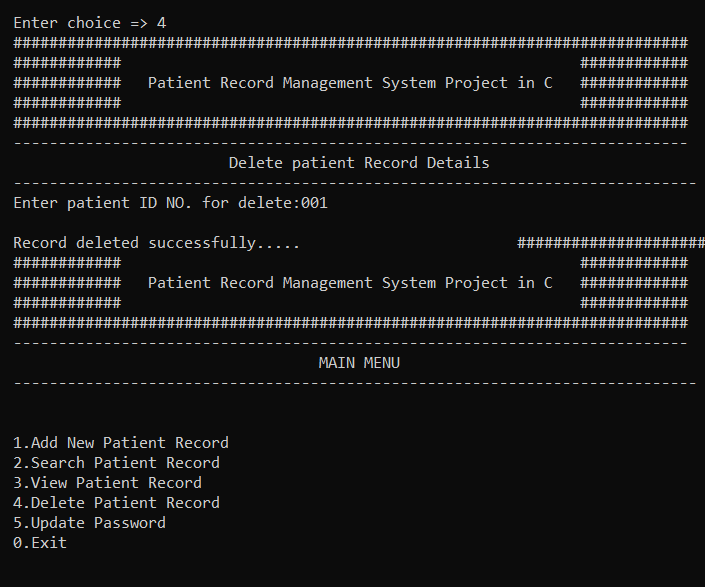 Enter choice => 4
###########################################################################
############                                                   ############
############   Patient Record Management System Project in C   ############
############                                                   ############
###########################################################################
---------------------------------------------------------------------------
                        Delete patient Record Details
----------------------------------------------------------------------------
Enter patient ID NO. for delete:001

Record deleted successfully.....                        #####################
############                                                   ############
############   Patient Record Management System Project in C   ############
############                                                   ############
###########################################################################
---------------------------------------------------------------------------
                                  MAIN MENU
----------------------------------------------------------------------------

1.Add New Patient Record
2.Search Patient Record
3.View Patient Record
4.Delete Patient Record
5.Update Password
0.Exit